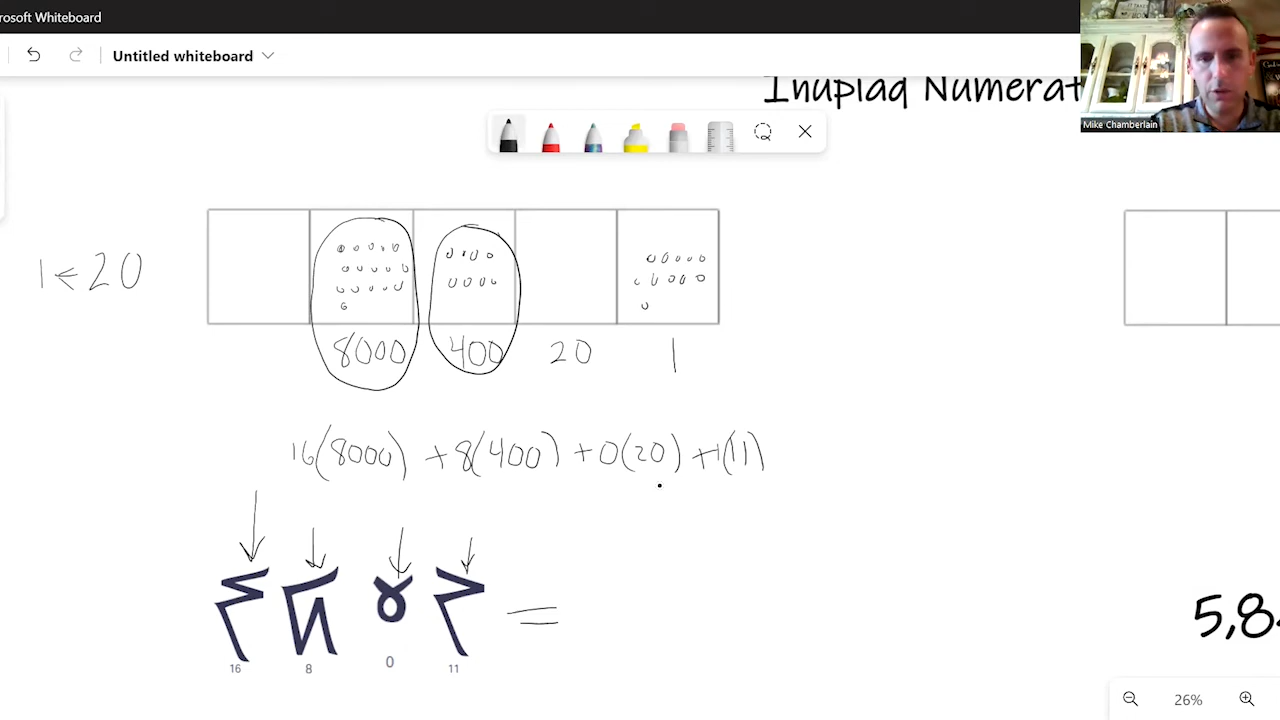 rosoft Whiteboard
Untitled whiteboard
Inupiaq Numerat
Mike Chamberlain
1 ← 20
8000 400 20 1
16(8000) + 8(400) + 0(20) + 1(11)
=
16 8 0 11
5,8
26%